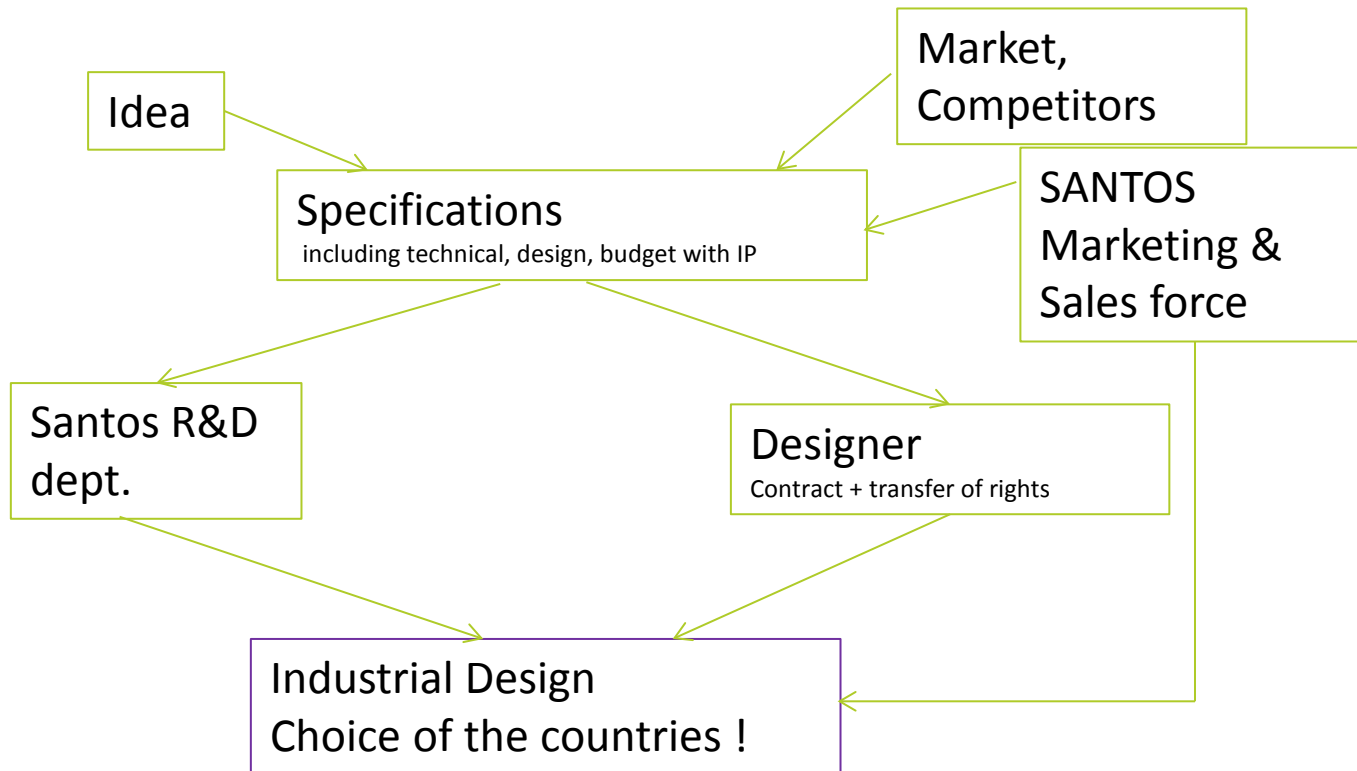 Idea
Market,
Competitors
Specifications
including technical, design, budget with IP
SANTOS
Marketing &
Sales force
Santos R&D
dept.
Designer
Contract + transfer of rights
Industrial Design
Choice of the countries !